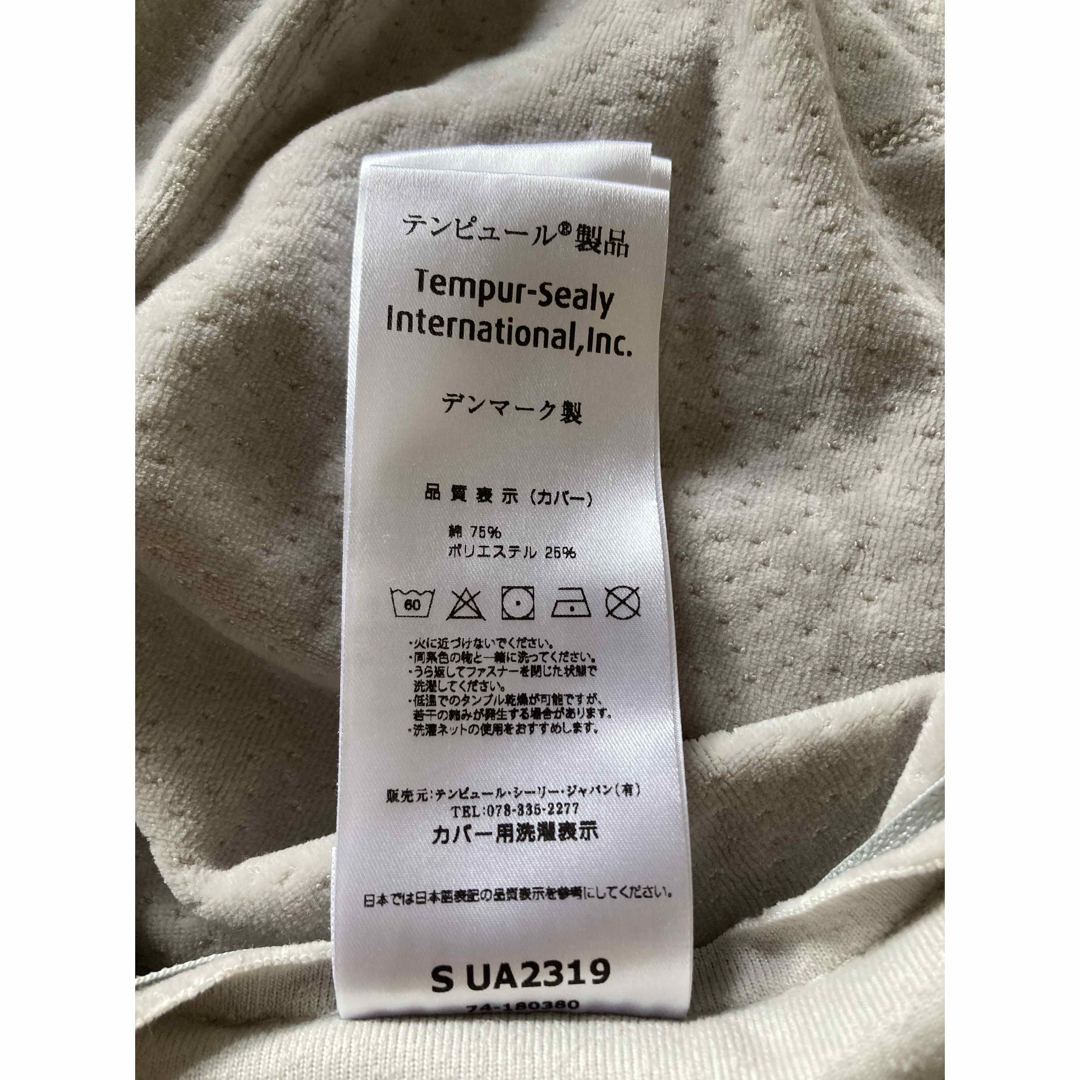 テンピュール®製品
Tempur-Sealy
International,Inc.
デンマーク製
品質表示(カバー)
綿 75%
ポリエステル 25%
60
・火に近づけないでください。
・同系色の物と一緒に洗ってください。
・うら返してファスナーを閉じた状態で
洗濯してください。
・低温でのタンブル乾燥が可能ですが、
若干の縮みが発生する場合があります。
・洗濯ネットの使用をおすすめします。
販売元:テンピュール・シーリー・ジャパン(有)
TEL:078-335-2277
カバー用洗濯表示
日本では日本語表記の品質表示を参考にしてください。
S UA2319
74-180380